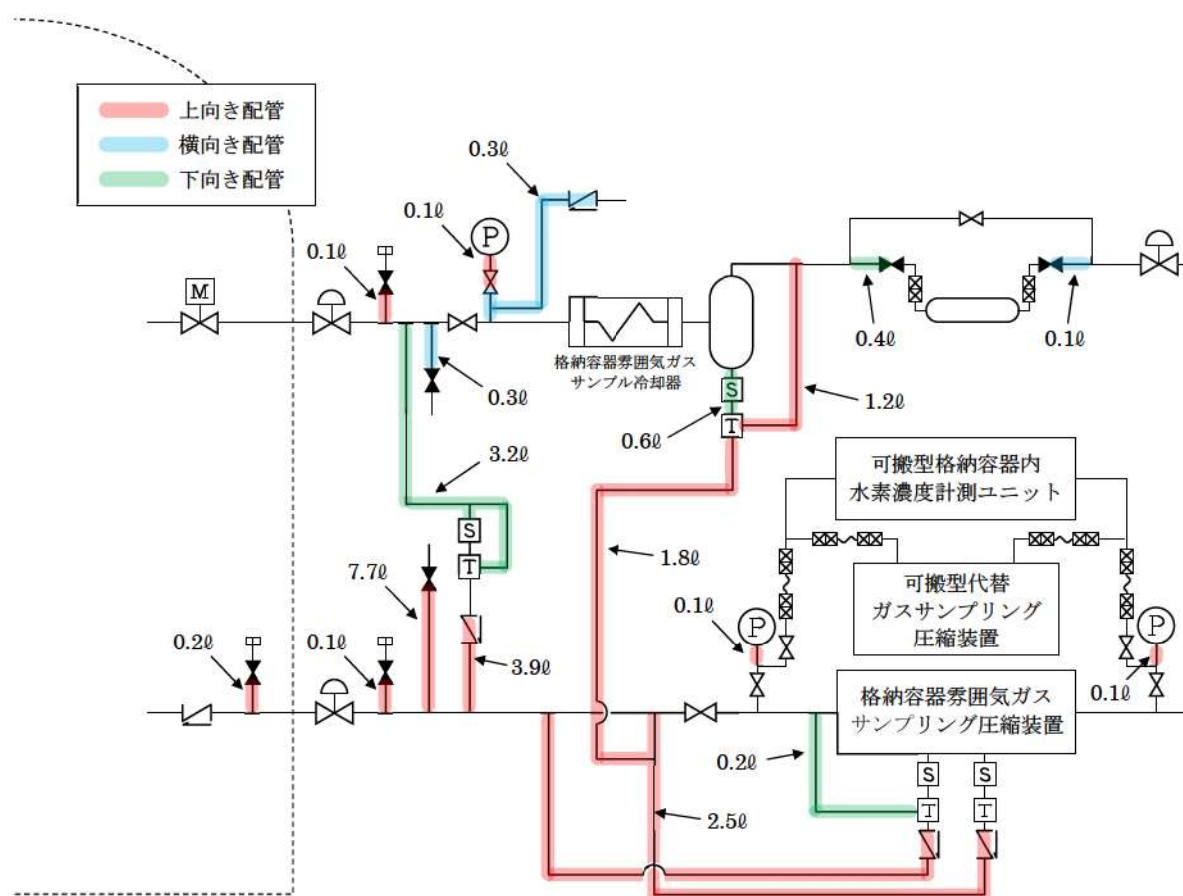 上向き配管
横向き配管
下向き配管
0.3ℓ
0.1ℓ
P
0.1ℓ
M
格納容器雰囲気ガス
サンプル冷却器
0.4ℓ
0.1ℓ
0.3ℓ
S
T
0.6ℓ
1.2ℓ
3.2ℓ
S
T
可搬型格納容器内
水素濃度計測ユニット
7.7ℓ
1.8ℓ
可搬型代替
ガスサンプリング
圧縮装置
0.1ℓ
P
P
0.2ℓ
0.1ℓ
3.9ℓ
0.1ℓ
格納容器雰囲気ガス
サンプリング圧縮装置
0.2ℓ
S
S
T
T
2.5ℓ